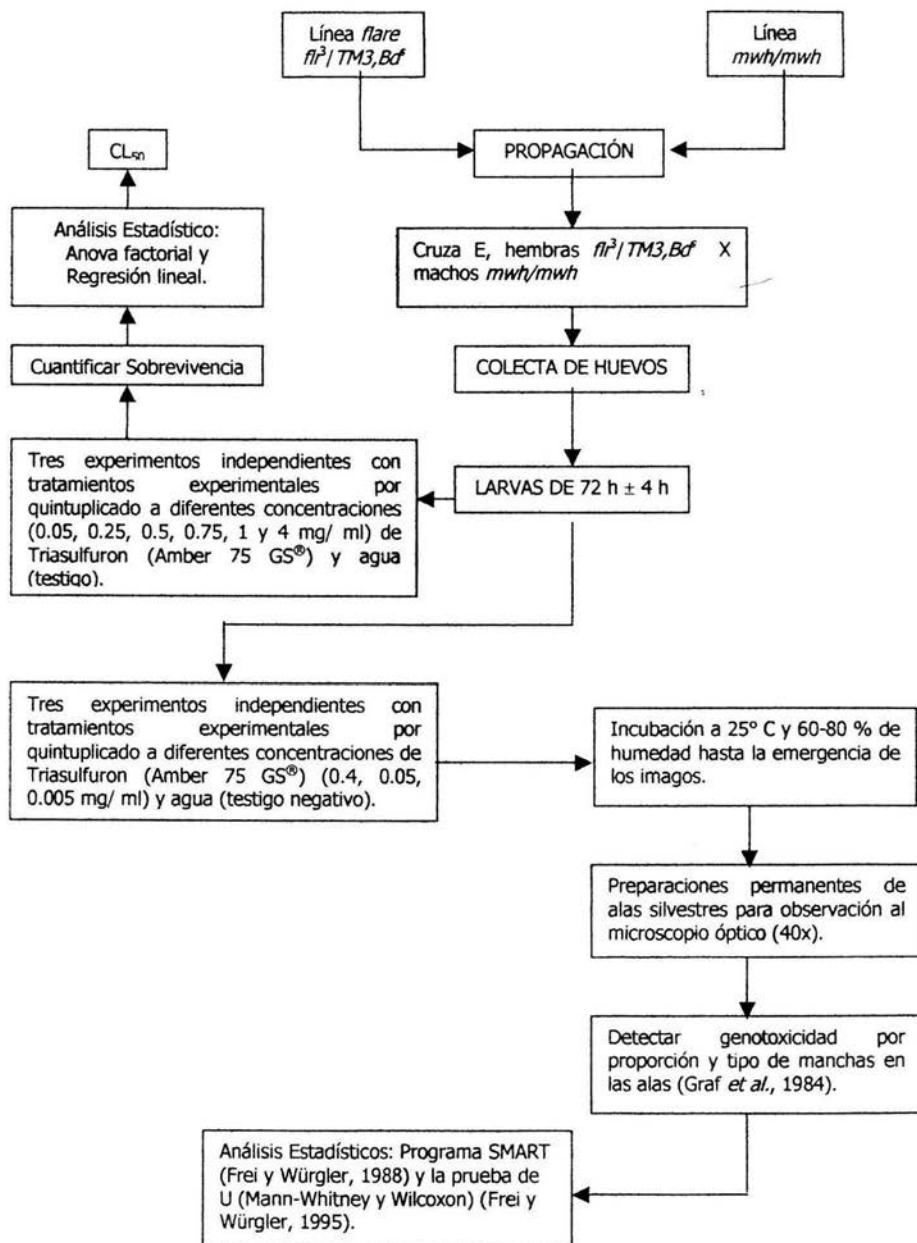 Línea flare
flr³/TM3,Bdˢ
Línea
mwh/mwh
PROPAGACIÓN
CL₅₀
Análisis Estadístico:
Anova factorial y
Regresión lineal.
Cruza E, hembras flr³/TM3,Bdˢ X
machos mwh/mwh
Cuantificar Sobrevivencia
COLECTA DE HUEVOS
Tres experimentos independientes con
tratamientos experimentales por
quintuplicado a diferentes concentraciones
(0.05, 0.25, 0.5, 0.75, 1 y 4 mg/ ml) de
Triasulfuron (Amber 75 GS®) y agua
(testigo).
LARVAS DE 72 h ± 4 h
Tres experimentos independientes con
tratamientos experimentales por
quintuplicado a diferentes concentraciones de
Triasulfuron (Amber 75 GS®) (0.4, 0.05,
0.005 mg/ ml) y agua (testigo negativo).
Incubación a 25º C y 60-80 % de
humedad hasta la emergencia de
los imagos.
Preparaciones permanentes de
alas silvestres para observación al
microscopio óptico (40x).
Detectar genotoxicidad por
proporción y tipo de manchas en
las alas (Graf et al., 1984).
Análisis Estadísticos: Programa SMART
(Frei y Würgler, 1988) y la prueba de
U (Mann-Whitney y Wilcoxon) (Frei y
Würgler, 1995).